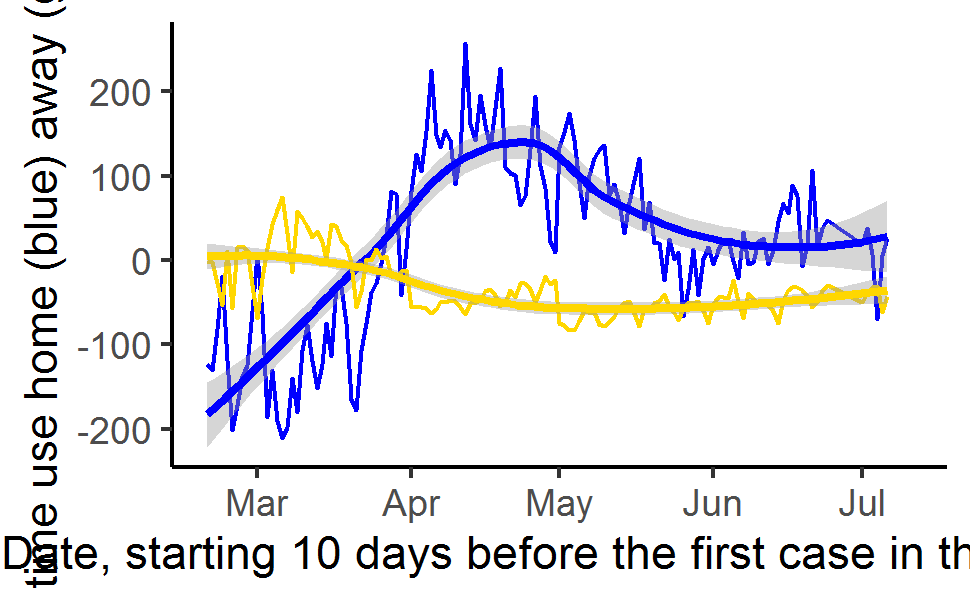 time use home (blue) away (
200
100
0
-100
-200
Mar Apr May Jun Jul
Date, starting 10 days before the first case in th